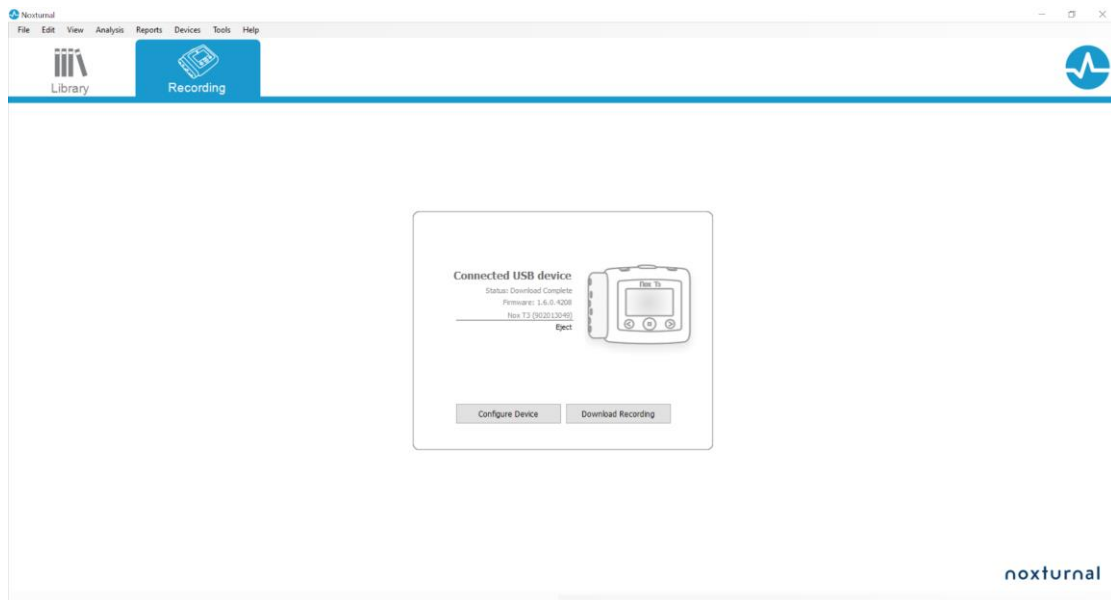 Noxturnal
File Edit View Analysis Reports Devices Tools Help
Library
Recording
Connected USB device
Status: Download Complete
Firmware: 1.6.0.4208
Nox T3 (902013049)
Eject
Nox T3
Configure Device
Download Recording
noxturnal